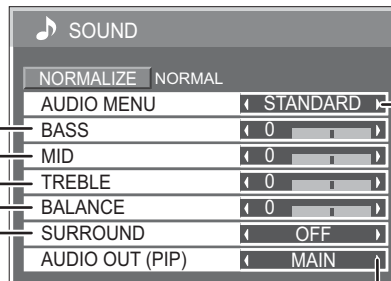 SOUND
NORMALIZE NORMAL
AUDIO MENU STANDARD
BASS 0
MID 0
TREBLE 0
BALANCE 0
SURROUND OFF
AUDIO OUT (PIP) MAIN